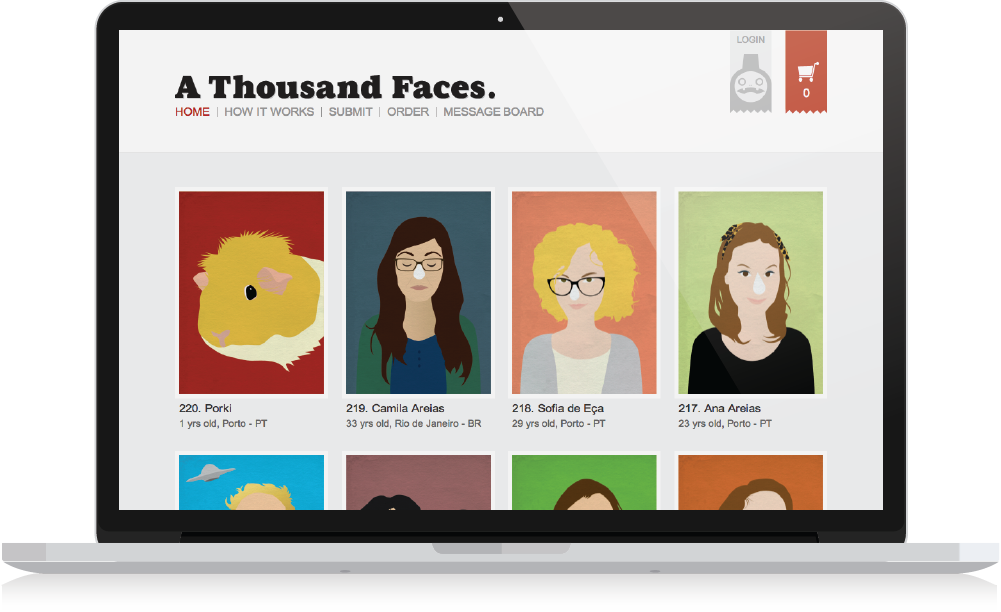 LOGIN
A Thousand Faces.
0
HOME | HOW IT WORKS | SUBMIT | ORDER | MESSAGE BOARD
220. Porki
1 yrs old, Porto - PT
219. Camila Areias
33 yrs old, Rio de Janeiro - BR
218. Sofia de Eça
29 yrs old, Porto - PT
217. Ana Areias
23 yrs old, Porto - PT